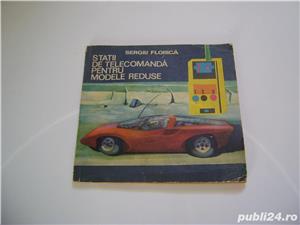 SERGIU FLORICĂ
STAȚII
DE TELECOMANDĂ
PENTRU
MODELE REDUSE
publi24.ro